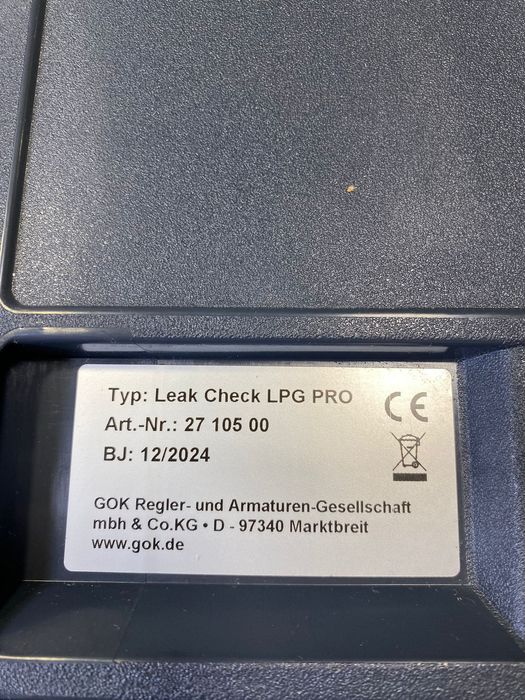 Typ: Leak Check LPG PRO
CE
Art.-Nr.: 27 105 00
BJ: 12/2024
GOK Regler- und Armaturen-Gesellschaft
mbh & Co.KG • D - 97340 Marktbreit
www.gok.de